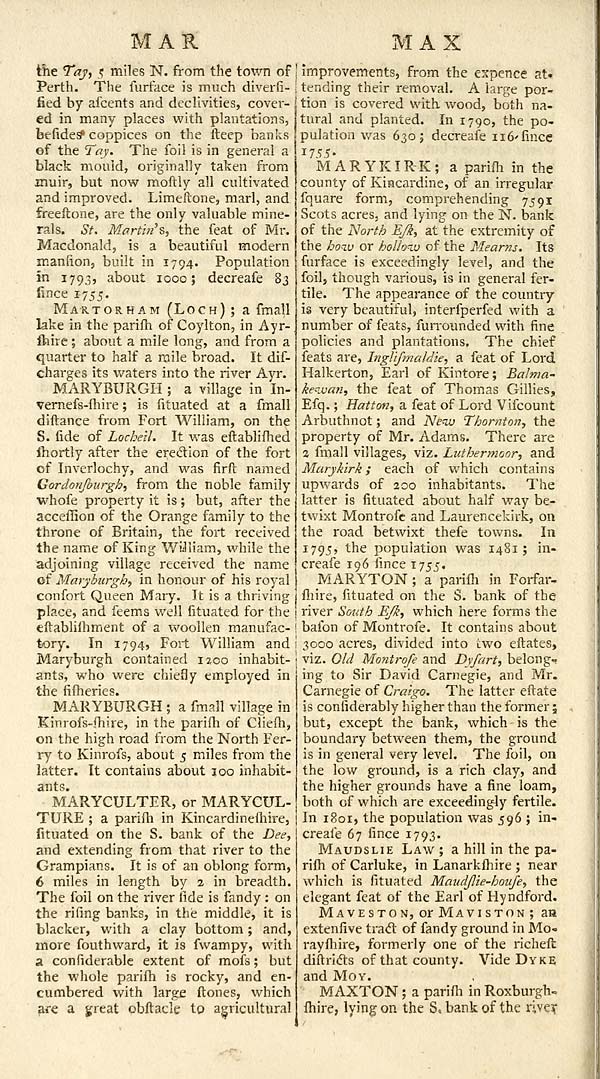 MAR
the Tay, 5 miles N. from the town of
Perth. The ſurface is much diverſi-
fied by aſcents and declivities, cover-
ed in many places with plantations,
beſides coppices on the ſteep banks
of the Tay. The ſoil is in general a
black mould, originally taken from
muir, but now moſtly all cultivated
and improved. Limeſtone, marl, and
freeſtone, are the only valuable mine-
rals. St. Martin's, the ſeat of Mr.
Macdonald, is a beautiful modern
manſion, built in 1794. Population
in 1793, about 1000; decreaſe 83
ſince 1755.
MARTORHAM (LOCH); a ſmall
lake in the pariſh of Coylton, in Ayr-
ſhire; about a mile long, and from a
quarter to half a mile broad. It diſ-
charges its waters into the river Ayr.
MARYBURGH; a village in In-
verneſs-ſhire; is ſituated at a ſmall
diſtance from Fort William, on the
S. ſide of Locheil. It was eſtabliſhed
ſhortly after the erection of the fort
of Inverlochy, and was firſt named
Gordonſburgh, from the noble family
whoſe property it is; but, after the
acceſſion of the Orange family to the
throne of Britain, the fort received
the name of King William, while the
adjoining village received the name
of Maryburgh, in honour of his royal
conſort Queen Mary. It is a thriving
place, and ſeems well ſituated for the
eſtabliſhment of a woollen manufac-
tory. In 1794, Fort William and
Maryburgh contained 1200 inhabit-
ants, who were chiefly employed in
the fiſheries.
MARYBURGH; a ſmall village in
Kinroſs-ſhire, in the pariſh of Clieſh,
on the high road from the North Fer-
ry to Kinroſs, about 5 miles from the
latter. It contains about 100 inhabit-
ants.
MARYCULTER, or MARYCUL-
TURE; a pariſh in Kincardineſhire,
ſituated on the S. bank of the Dee,
and extending from that river to the
Grampians. It is of an oblong form,
6 miles in length by 2 in breadth.
The ſoil on the river ſide is ſandy: on
the riſing banks, in the middle, it is
blacker, with a clay bottom; and,
more ſouthward, it is ſwampy, with
a conſiderable extent of moſs; but
the whole pariſh is rocky, and en-
cumbered with large ſtones, which
are a great obſtacle to agricultural
MAX
improvements, from the expence at-
tending their removal. A large por-
tion is covered with wood, both na-
tural and planted. In 1790, the po-
pulation was 630; decreaſe 116 ſince
1755.
MARYKIRK; a pariſh in the
county of Kincardine, of an irregular
ſquare form, comprehending 7591
Scots acres, and lying on the N. bank
of the North Eſk, at the extremity of
the how or hollow of the Mearns. Its
ſurface is exceedingly level, and the
ſoil, though various, is in general fer-
tile. The appearance of the country
is very beautiful, interſperſed with a
number of ſeats, ſurrounded with fine
policies and plantations. The chief
ſeats are, Ingliſmaldie, a ſeat of Lord
Halkerton, Earl of Kintore; Balma-
kewan, the ſeat of Thomas Gillies,
Eſq.; Hatton, a ſeat of Lord Viſcount
Arbuthnot; and New Thornton, the
property of Mr. Adams. There are
2 ſmall villages, viz. Luthermoor, and
Marykirk; each of which contains
upwards of 200 inhabitants. The
latter is ſituated about half way be-
twixt Montroſe and Laurencekirk, on
the road betwixt theſe towns. In
1795, the population was 1481; in-
creaſe 196 ſince 1755.
MARYTON; a pariſh in Forfar-
ſhire, ſituated on the S. bank of the
river South Eſk, which here forms the
baſon of Montroſe. It contains about
3000 acres, divided into two eſtates,
viz. Old Montroſe and Dyſart, belong-
ing to Sir David Carnegie, and Mr.
Carnegie of Craigo. The latter eſtate
is conſiderably higher than the former;
but, except the bank, which is the
boundary between them, the ground
is in general very level. The ſoil, on
the low ground, is a rich clay, and
the higher grounds have a fine loam,
both of which are exceedingly fertile.
In 1801, the population was 596; in-
creaſe 67 ſince 1793.
MAUDSLIE LAW; a hill in the pa-
riſh of Carluke, in Lanarkſhire; near
which is ſituated Maudſlie-houſe, the
elegant ſeat of the Earl of Hyndford.
MAVESTON, or MAVISTON; an
extenſive tract of ſandy ground in Mo-
rayſhire, formerly one of the richeſt
diſtricts of that county. Vide DYKE
and MOY.
MAXTON; a pariſh in Roxburgh-
ſhire, lying on the S. bank of the river